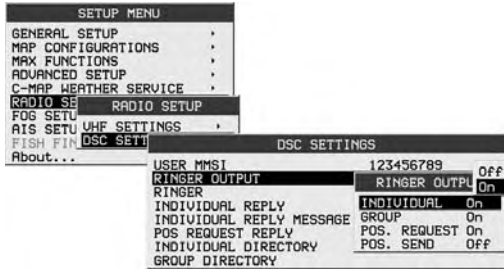 SETUP MENU
GENERAL SETUP
MAP CONFIGURATIONS
MAX FUNCTIONS
ADVANCED SETUP
C-MAP WEATHER SERVICE
RADIO SE
FOG SETU
AIS SETU
FISH FIN
About...
RADIO SETUP
VHF SETTINGS
DSC SETT
DSC SETTINGS
USER MMSI 123456789
RINGER OUTPUT
RINGER
INDIVIDUAL REPLY
INDIVIDUAL REPLY MESSAGE
POS REQUEST REPLY
INDIVIDUAL DIRECTORY
GROUP DIRECTORY
RINGER OUTPU
INDIVIDUAL On
GROUP On
POS. REQUEST On
POS. SEND Off
Off
On